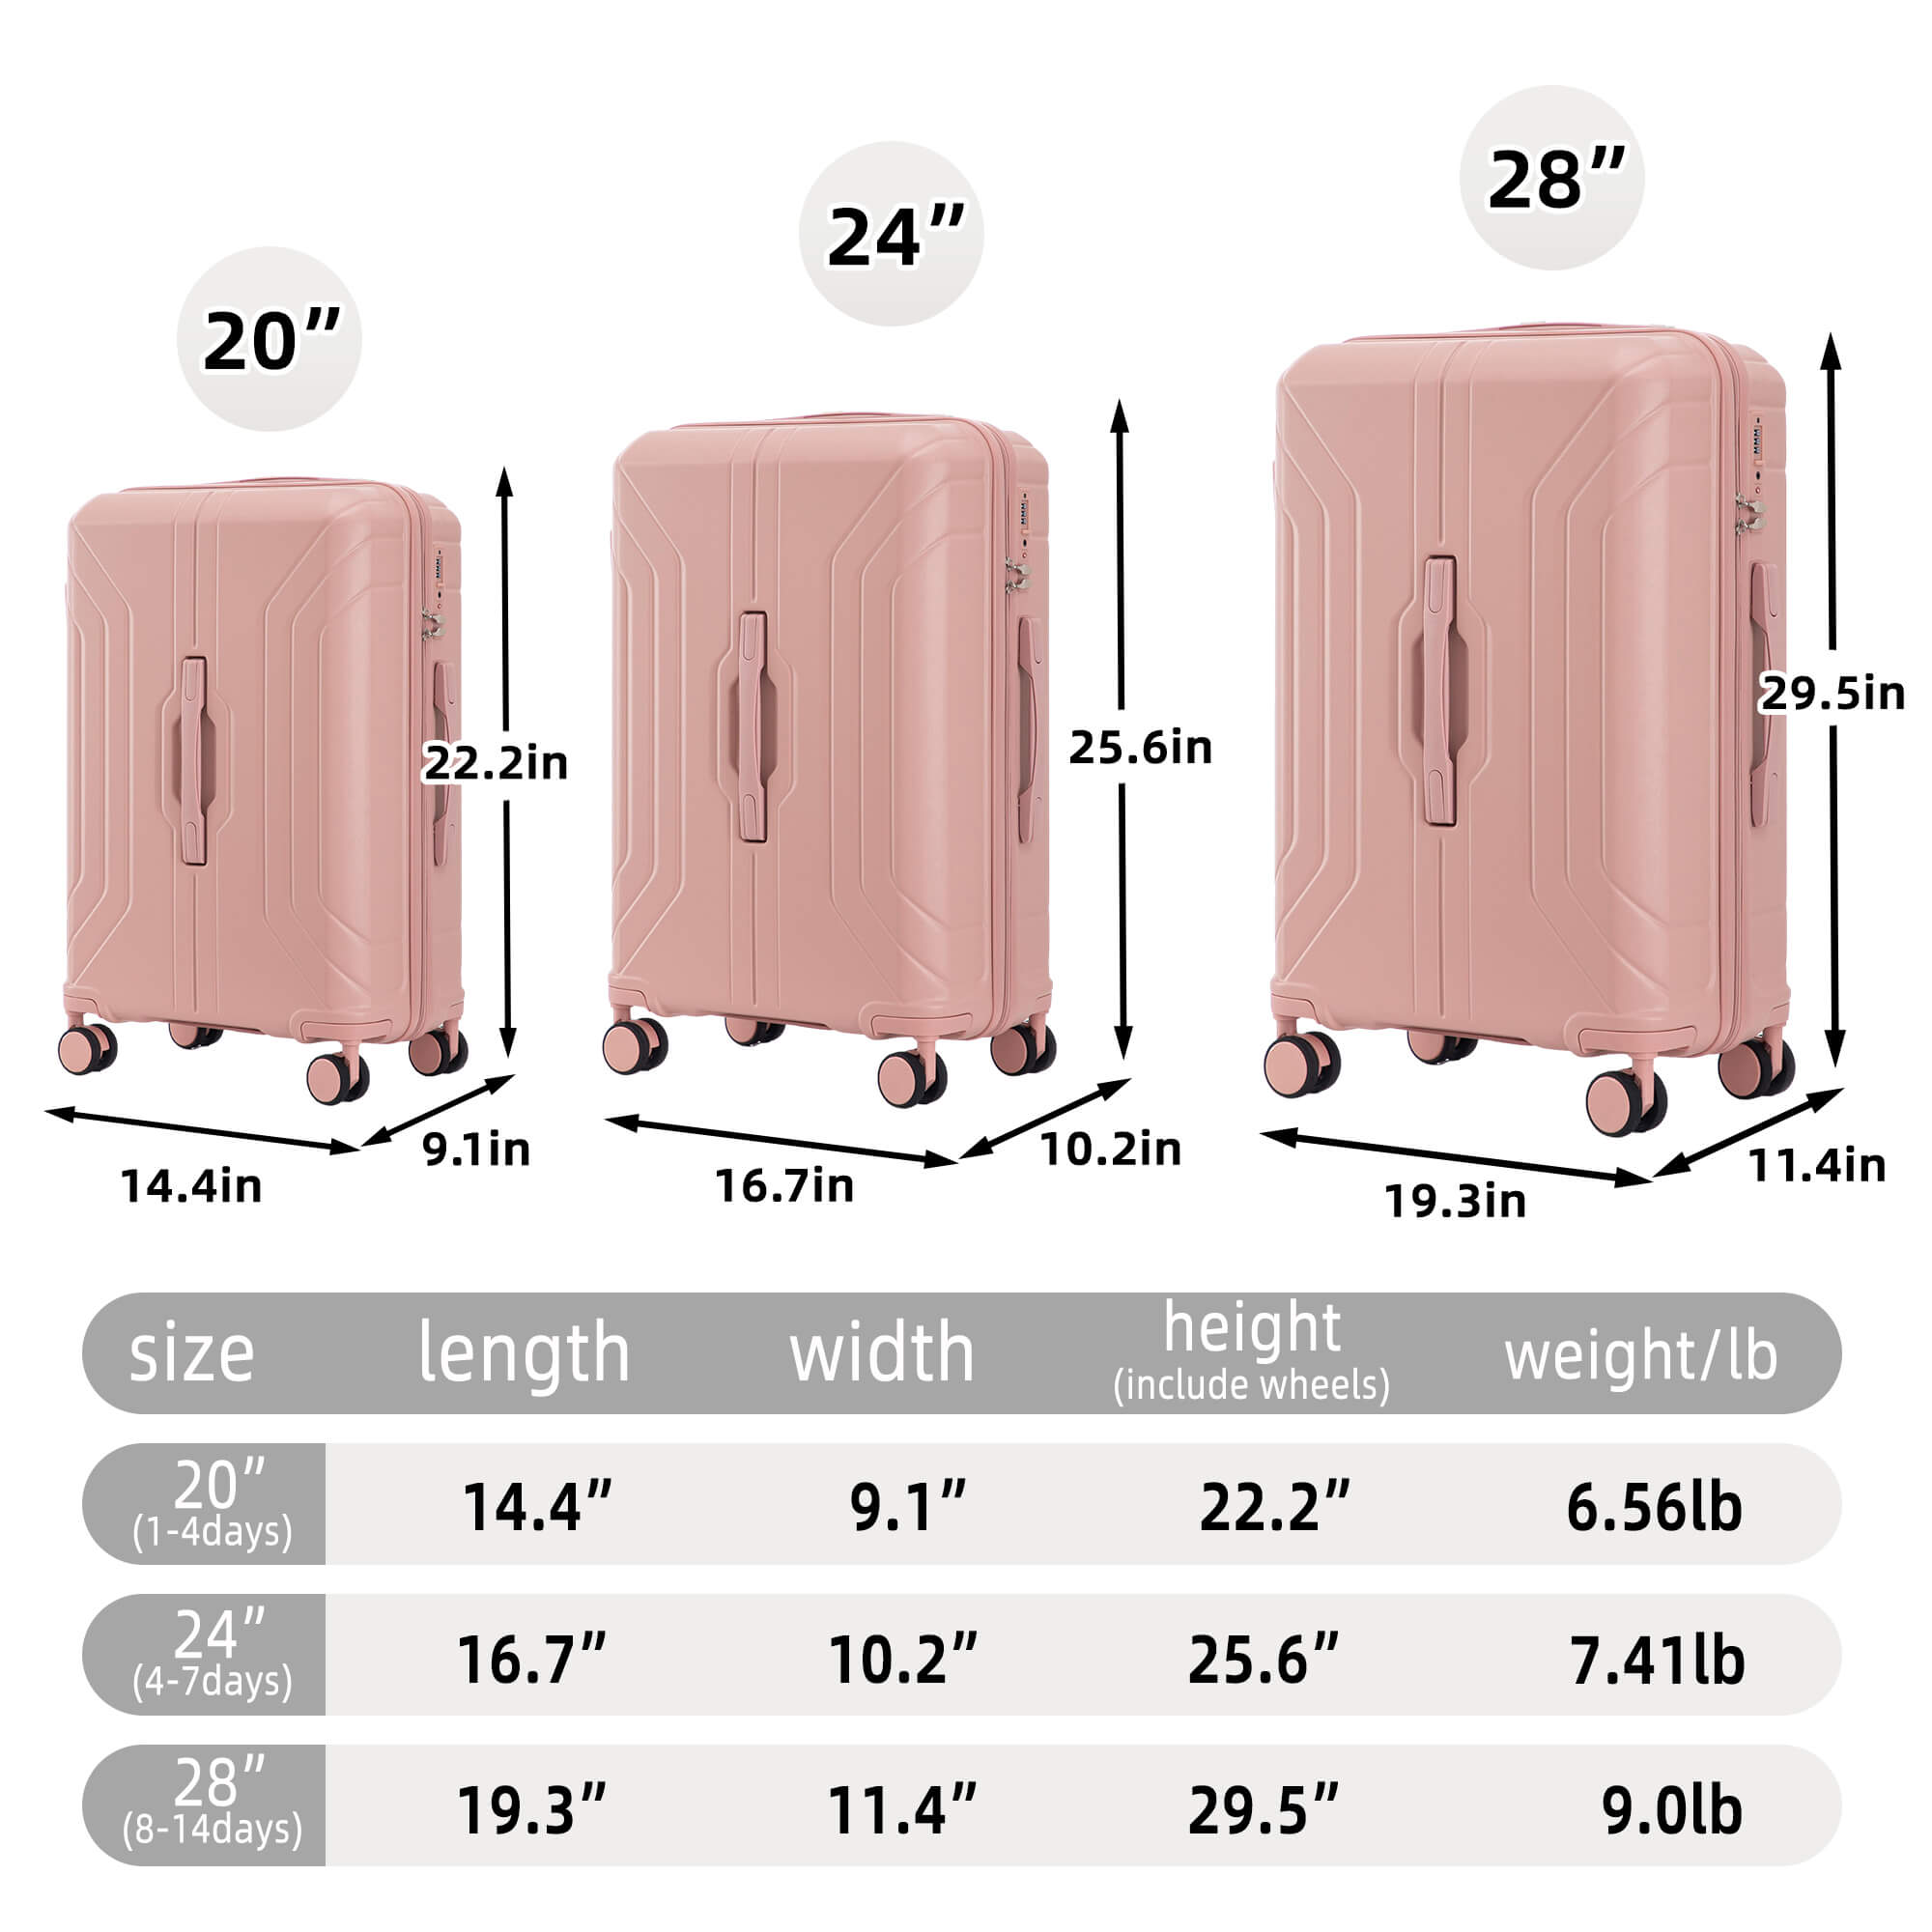 28”
24”
20”
29.5in
25.6in
22.2in
9.1in
14.4in
10.2in
16.7in
11.4in
19.3in
size length width height (include wheels) weight/lb
20” (1-4days) 14.4” 9.1” 22.2” 6.56lb
24” (4-7days) 16.7” 10.2” 25.6” 7.41lb
28” (8-14days) 19.3” 11.4” 29.5” 9.0lb